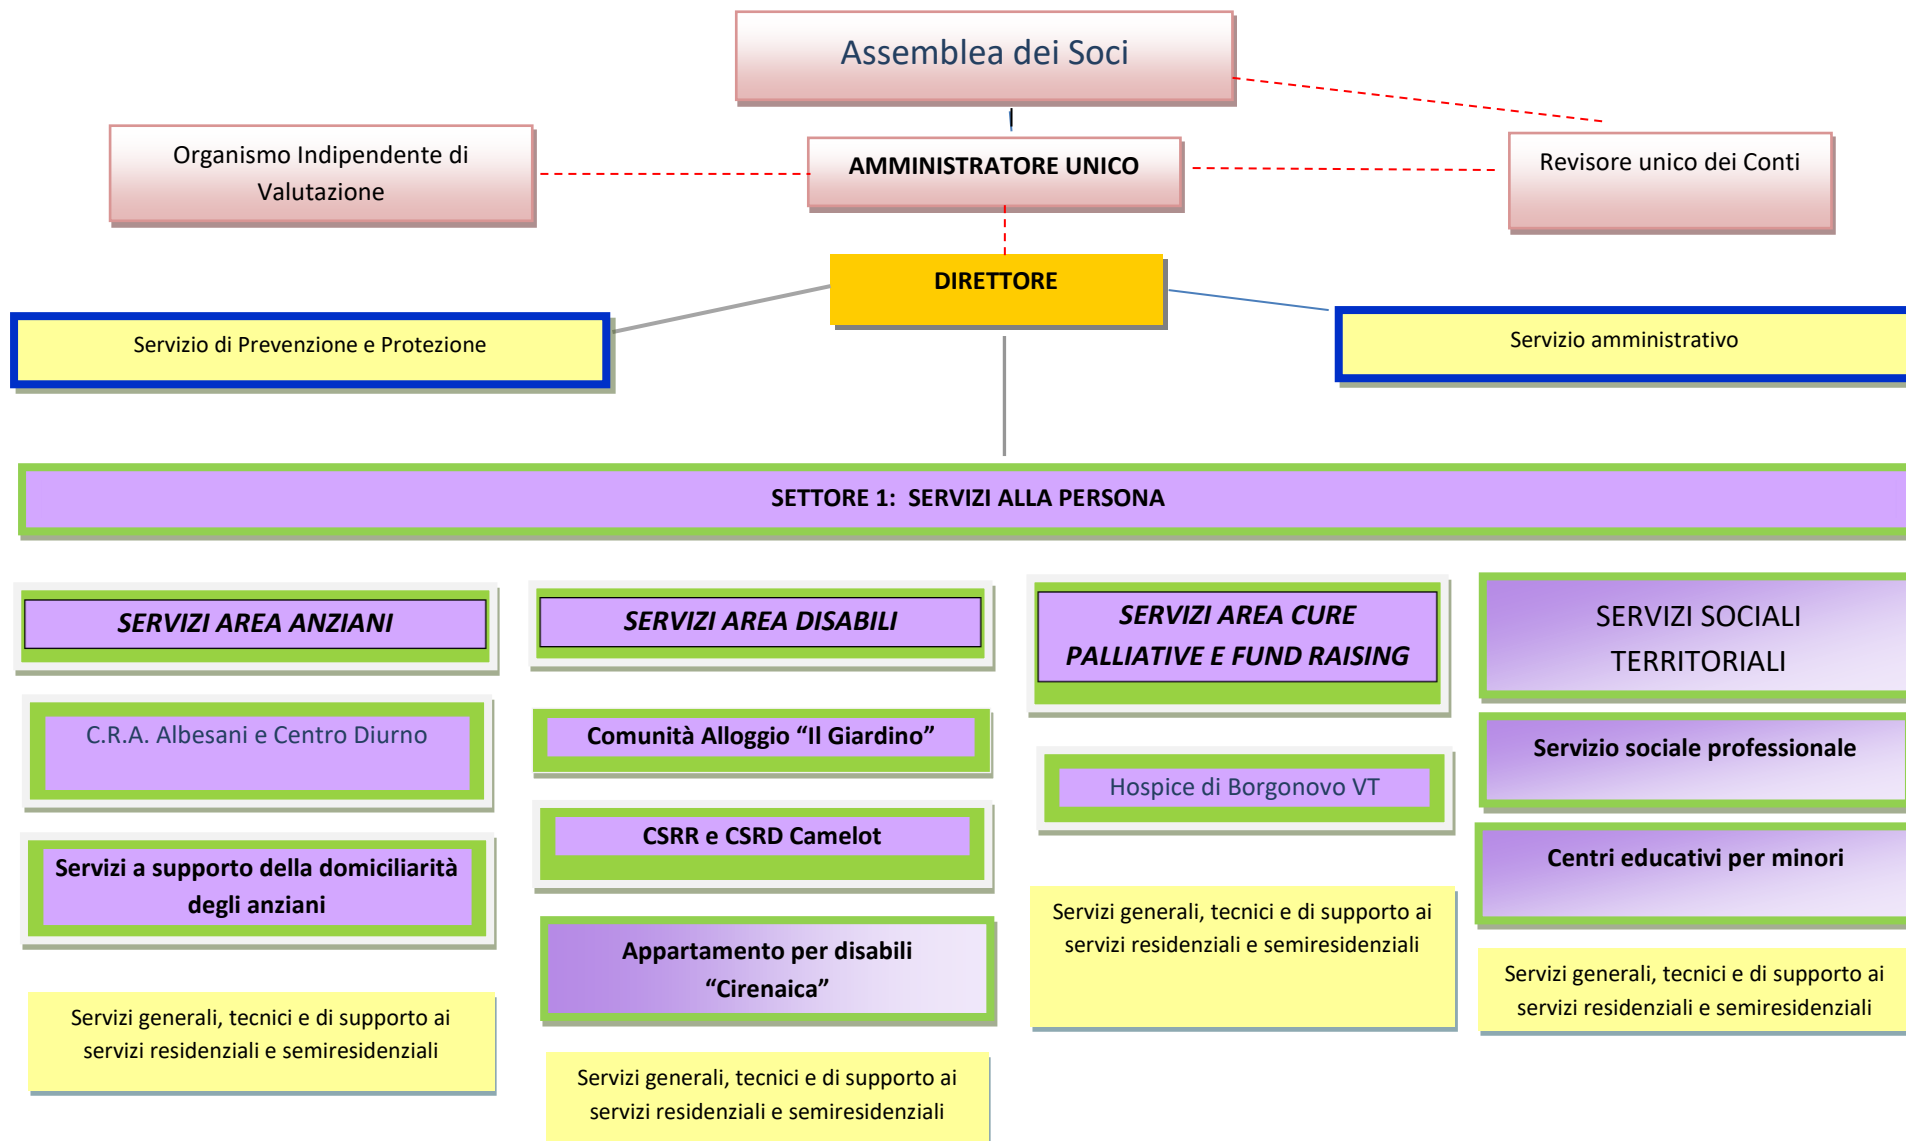 Assemblea dei Soci
Organismo Indipendente di
Valutazione
AMMINISTRATORE UNICO
Revisore unico dei Conti
DIRETTORE
Servizio di Prevenzione e Protezione
Servizio amministrativo
SETTORE 1: SERVIZI ALLA PERSONA
SERVIZI AREA ANZIANI
C.R.A. Albesani e Centro Diurno
Servizi a supporto della domiciliarità
degli anziani
Servizi generali, tecnici e di supporto ai
servizi residenziali e semiresidenziali
SERVIZI AREA DISABILI
Comunità Alloggio “Il Giardino”
CSRR e CSRD Camelot
Appartamento per disabili
“Cirenaica”
Servizi generali, tecnici e di supporto ai
servizi residenziali e semiresidenziali
SERVIZI AREA CURE
PALLIATIVE E FUND RAISING
Hospice di Borgonovo VT
Servizi generali, tecnici e di supporto ai
servizi residenziali e semiresidenziali
SERVIZI SOCIALI
TERRITORIALI
Servizio sociale professionale
Centri educativi per minori
Servizi generali, tecnici e di supporto ai
servizi residenziali e semiresidenziali